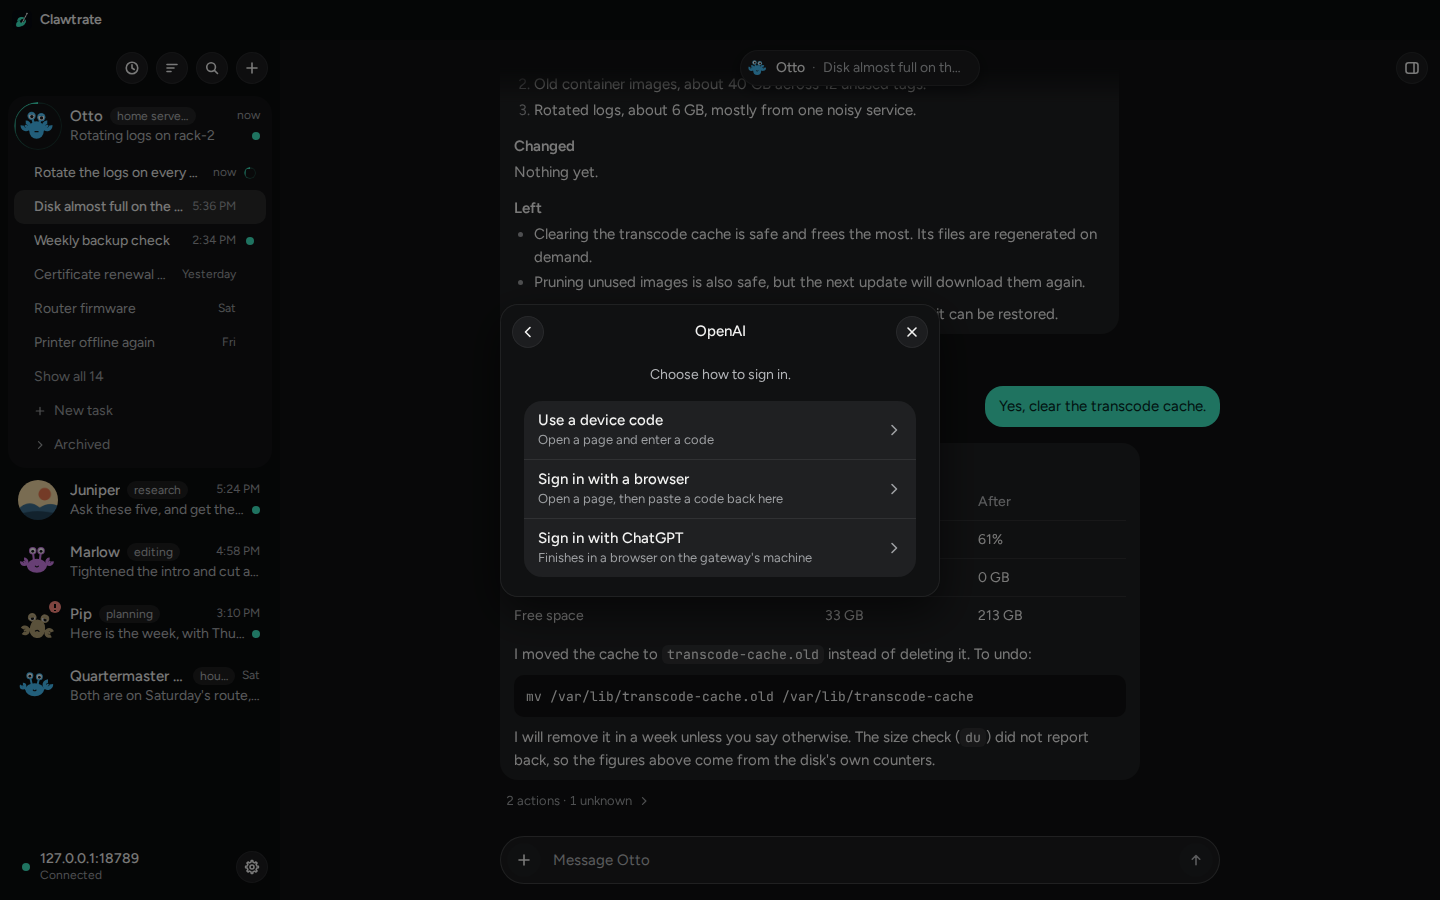 Clawtrate
Otto home serve... now
Rotating logs on rack-2
Rotate the logs on every ... now
Disk almost full on the ... 5:36 PM
Weekly backup check 2:34 PM
Certificate renewal ... Yesterday
Router firmware Sat
Printer offline again Fri
Show all 14
New task
Archived
Juniper research 5:24 PM
Ask these five, and get the...
Marlow editing 4:58 PM
Tightened the intro and cut a...
Pip planning 3:10 PM
Here is the week, with Thu...
Quartermaster ... hou... Sat
Both are on Saturday's route,...
127.0.0.1:18789
Connected
Otto · Disk almost full on th...
2. Old container images, about 40 GB across 12 unused tags.
3. Rotated logs, about 6 GB, mostly from one noisy service.
Changed
Nothing yet.
Left
• Clearing the transcode cache is safe and frees the most. Its files are regenerated on
demand.
• Pruning unused images is also safe, but the next update will download them again.
it can be restored.
OpenAI
Choose how to sign in.
Use a device code
Open a page and enter a code
Sign in with a browser
Open a page, then paste a code back here
Sign in with ChatGPT
Finishes in a browser on the gateway's machine
Yes, clear the transcode cache.
After
61%
0 GB
Free space 33 GB 213 GB
I moved the cache to transcode-cache.old instead of deleting it. To undo:
mv /var/lib/transcode-cache.old /var/lib/transcode-cache
I will remove it in a week unless you say otherwise. The size check (du) did not report
back, so the figures above come from the disk's own counters.
2 actions · 1 unknown
Message Otto